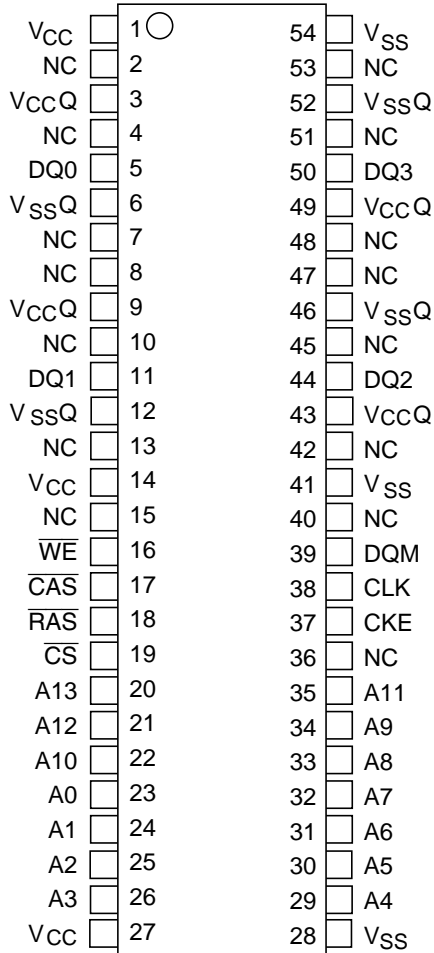 VCC 1 54 VSS
NC 2 53 NC
VCCQ 3 52 VSSQ
NC 4 51 NC
DQ0 5 50 DQ3
VSSQ 6 49 VCCQ
NC 7 48 NC
NC 8 47 NC
VCCQ 9 46 VSSQ
NC 10 45 NC
DQ1 11 44 DQ2
VSSQ 12 43 VCCQ
NC 13 42 NC
VCC 14 41 VSS
NC 15 40 NC
W̅E̅ 16 39 DQM
C̅A̅S̅ 17 38 CLK
R̅A̅S̅ 18 37 CKE
C̅S̅ 19 36 NC
A13 20 35 A11
A12 21 34 A9
A10 22 33 A8
A0 23 32 A7
A1 24 31 A6
A2 25 30 A5
A3 26 29 A4
VCC 27 28 VSS